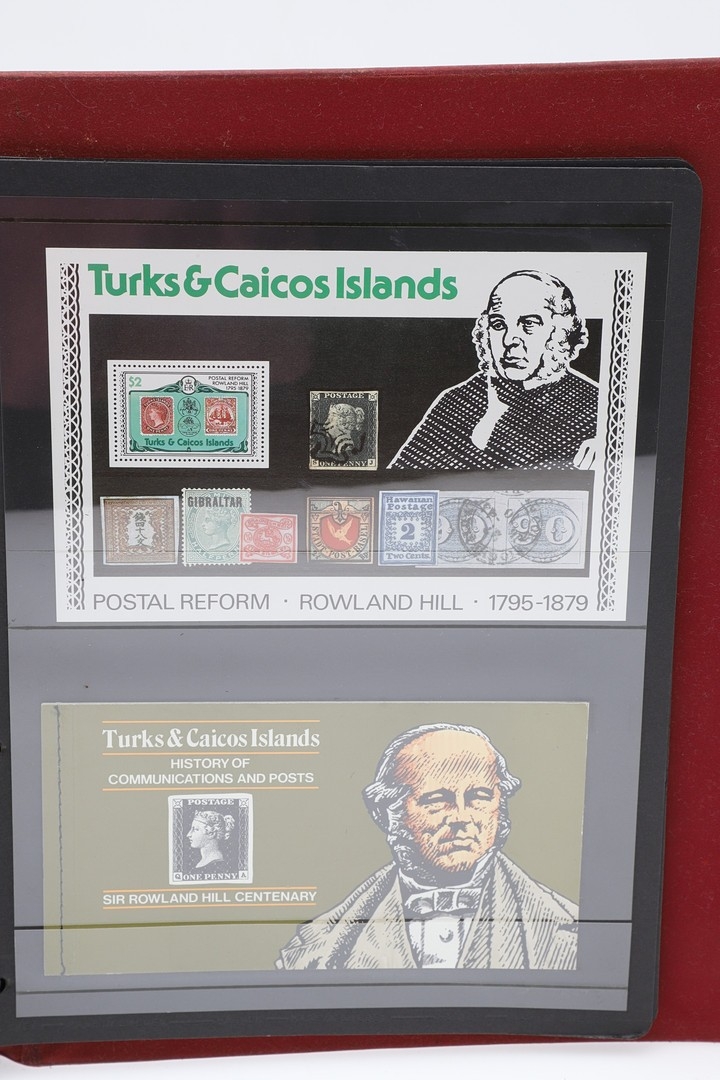 Turks & Caicos Islands
$2
POSTAL REFORM
ROWLAND HILL
1795-1879
Turks & Caicos Islands
POSTAGE
ONE PENNY
GIBRALTAR
Hawaiian
Postage
2
Two Cents
POSTAL REFORM · ROWLAND HILL · 1795-1879
Turks & Caicos Islands
HISTORY OF
COMMUNICATIONS AND POSTS
POSTAGE
Q ONE PENNY A
SIR ROWLAND HILL CENTENARY